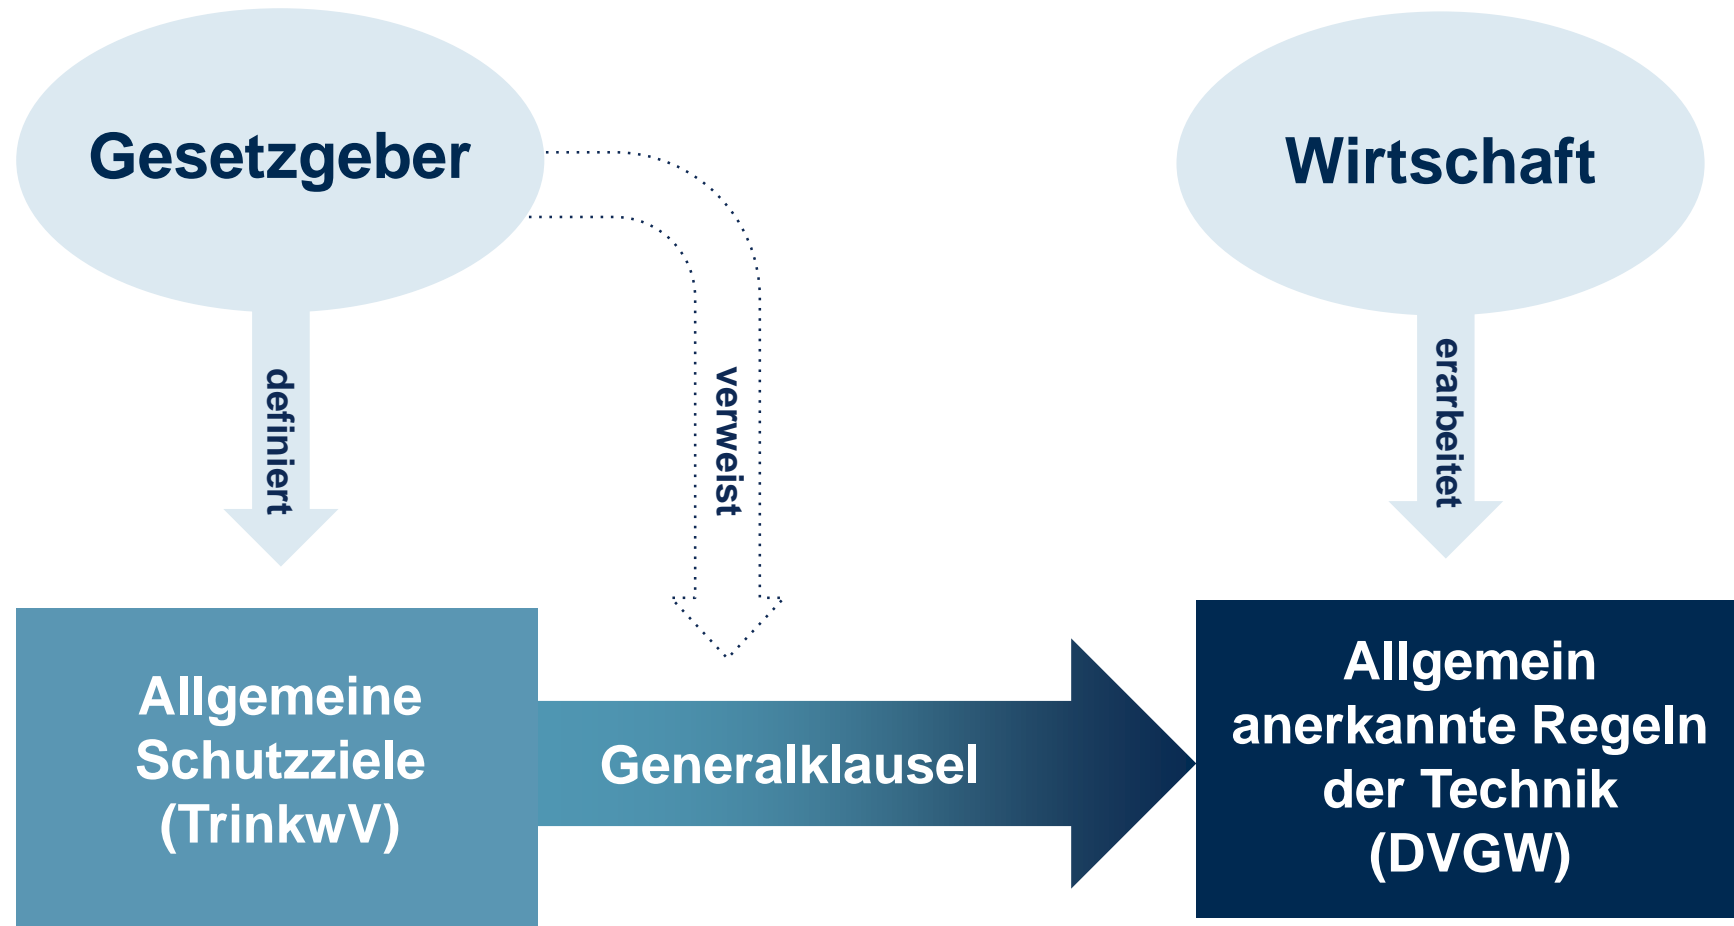 Gesetzgeber
Wirtschaft
definiert
verweist
erarbeitet
Allgemeine
Schutzziele
(TrinkwV)
Generalklausel
Allgemein
anerkannte Regeln
der Technik
(DVGW)